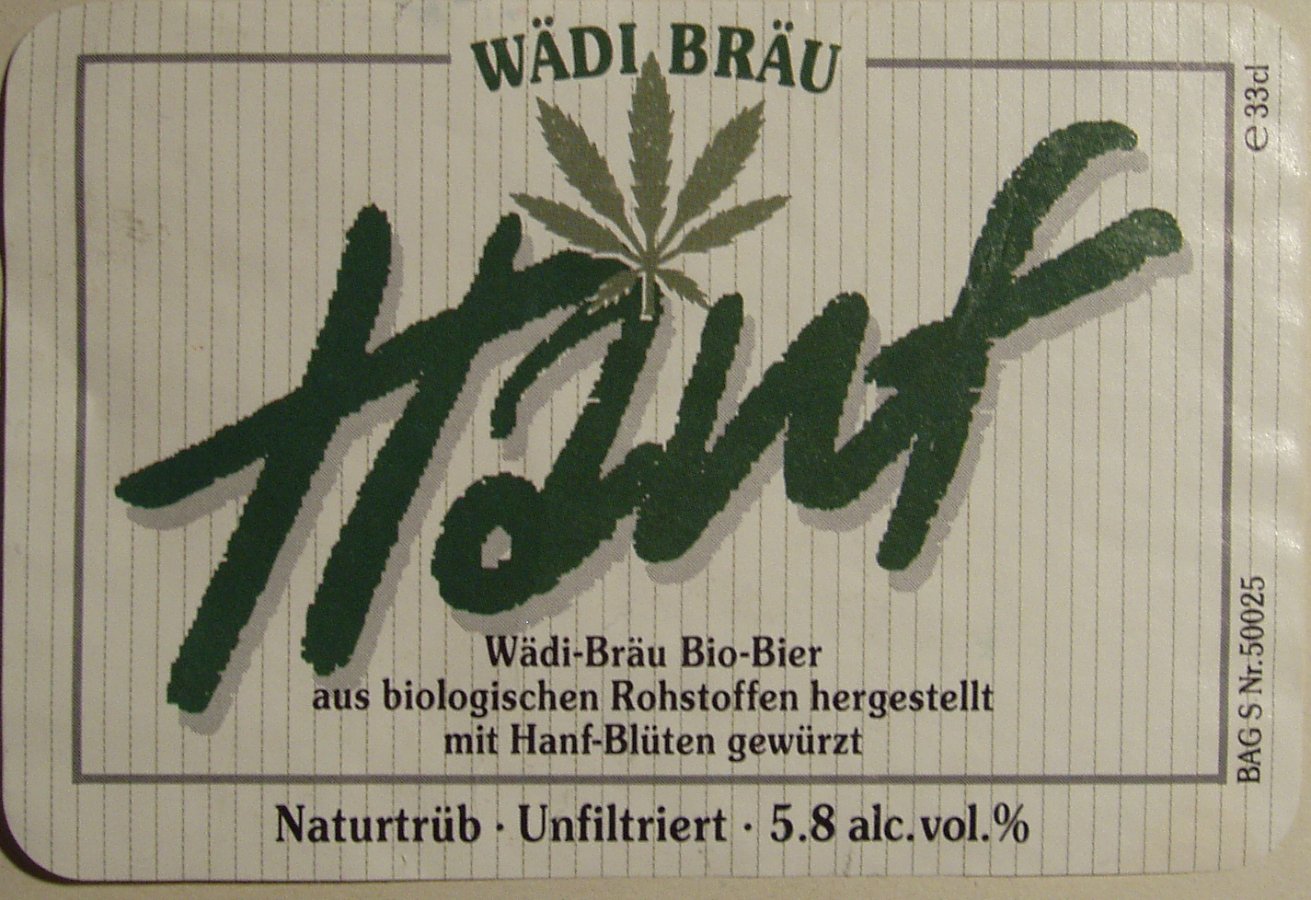 WÄDI BRÄU
Hanf
Wädi-Bräu Bio-Bier
aus biologischen Rohstoffen hergestellt
mit Hanf-Blüten gewürzt
Naturtrüb · Unfiltriert · 5.8 alc.vol.%
e 33cl
BAG S Nr.50025